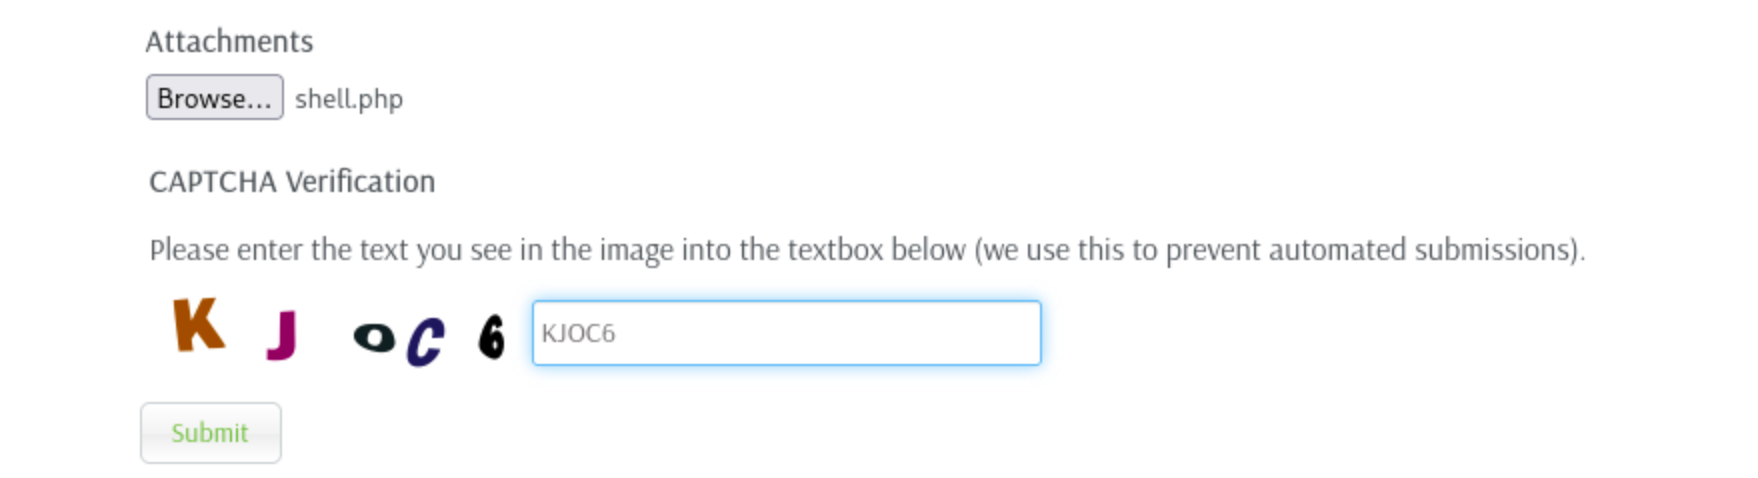 Attachments
Browse... shell.php
CAPTCHA Verification
Please enter the text you see in the image into the textbox below (we use this to prevent automated submissions).
K J O C 6 KJOC6
Submit